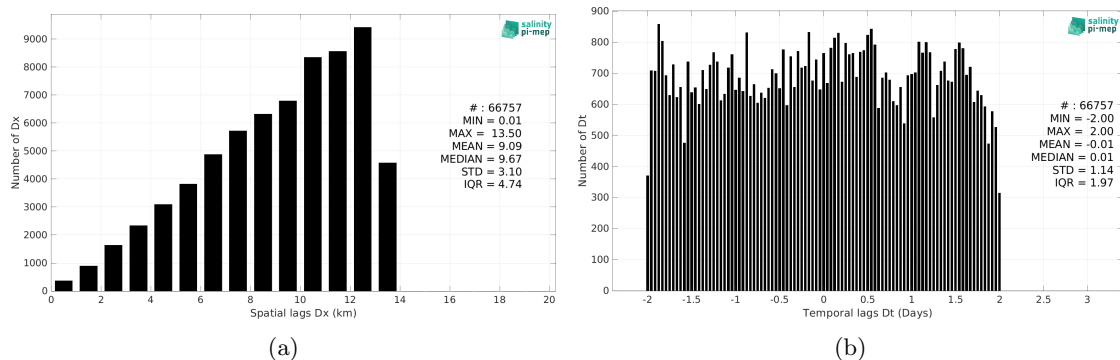 salinity
pi-mep
9000
8000
7000
6000
5000
4000
3000
2000
1000
0
Number of Dx
# : 66757
MIN = 0.01
MAX = 13.50
MEAN = 9.09
MEDIAN = 9.67
STD = 3.10
IQR = 4.74
0 2 4 6 8 10 12 14 16 18 20
Spatial lags Dx (km)
(a)
salinity
pi-mep
900
800
700
600
500
400
300
200
100
0
Number of Dt
# : 66757
MIN = -2.00
MAX = 2.00
MEAN = -0.01
MEDIAN = 0.01
STD = 1.14
IQR = 1.97
-2 -1.5 -1 -0.5 0 0.5 1 1.5 2 2.5 3
Temporal lags Dt (Days)
(b)